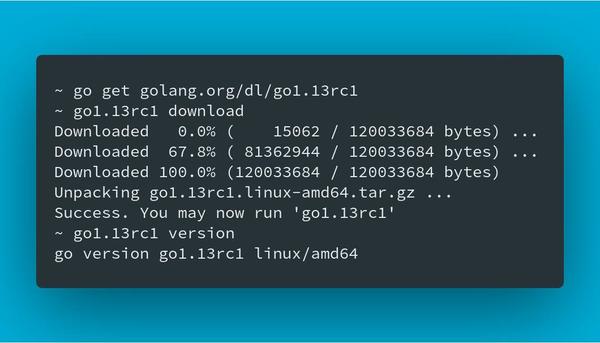 ~ go get golang.org/dl/go1.13rc1
~ go1.13rc1 download
Downloaded   0.0% (    15062 / 120033684 bytes) ...
Downloaded  67.8% ( 81362944 / 120033684 bytes) ...
Downloaded 100.0% (120033684 / 120033684 bytes)
Unpacking go1.13rc1.linux-amd64.tar.gz ...
Success. You may now run 'go1.13rc1'
~ go1.13rc1 version
go version go1.13rc1 linux/amd64